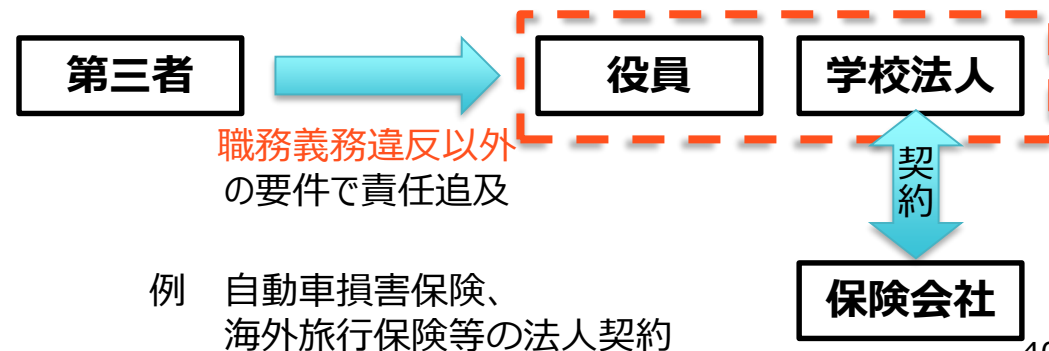 第三者
役員
学校法人
職務義務違反以外
の要件で責任追及
契約
例 自動車損害保険、
海外旅行保険等の法人契約
保険会社